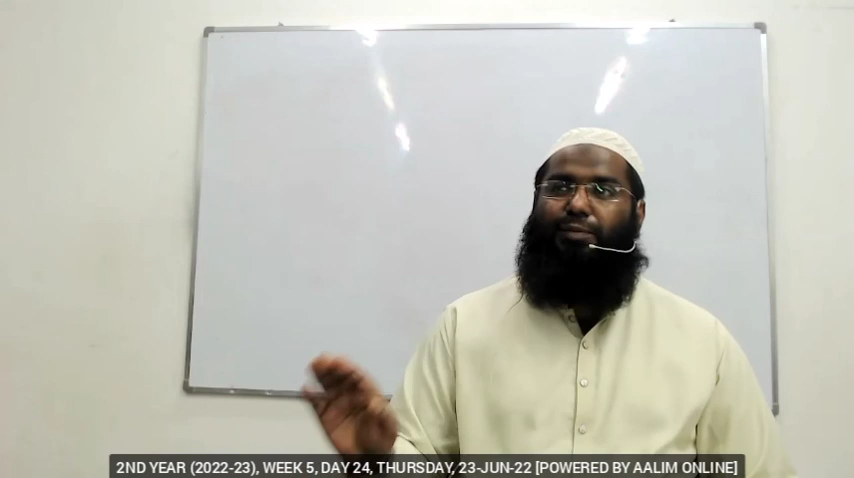 2ND YEAR (2022-23), WEEK 5, DAY 24, THURSDAY, 23-JUN-22 [POWERED BY AALIM ONLINE]